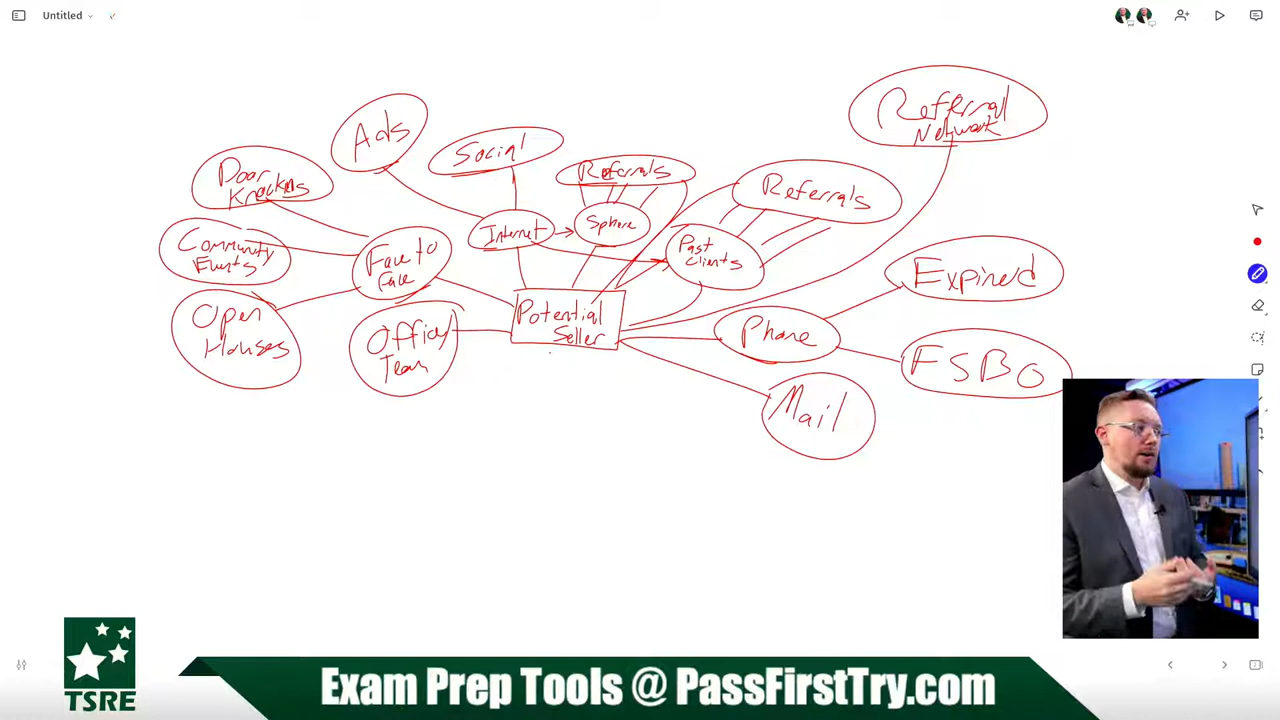 Untitled
Ads
Social
Referrals
Referral
Network
Door
Knocking
Referrals
Internet
Sphere
Community
Events
Face to
Face
Past
Clients
Expired
Open
Houses
Office/
Team
Potential
Seller
Phone
FSBO
Mail
TSRE
Exam Prep Tools @ PassFirstTry.com